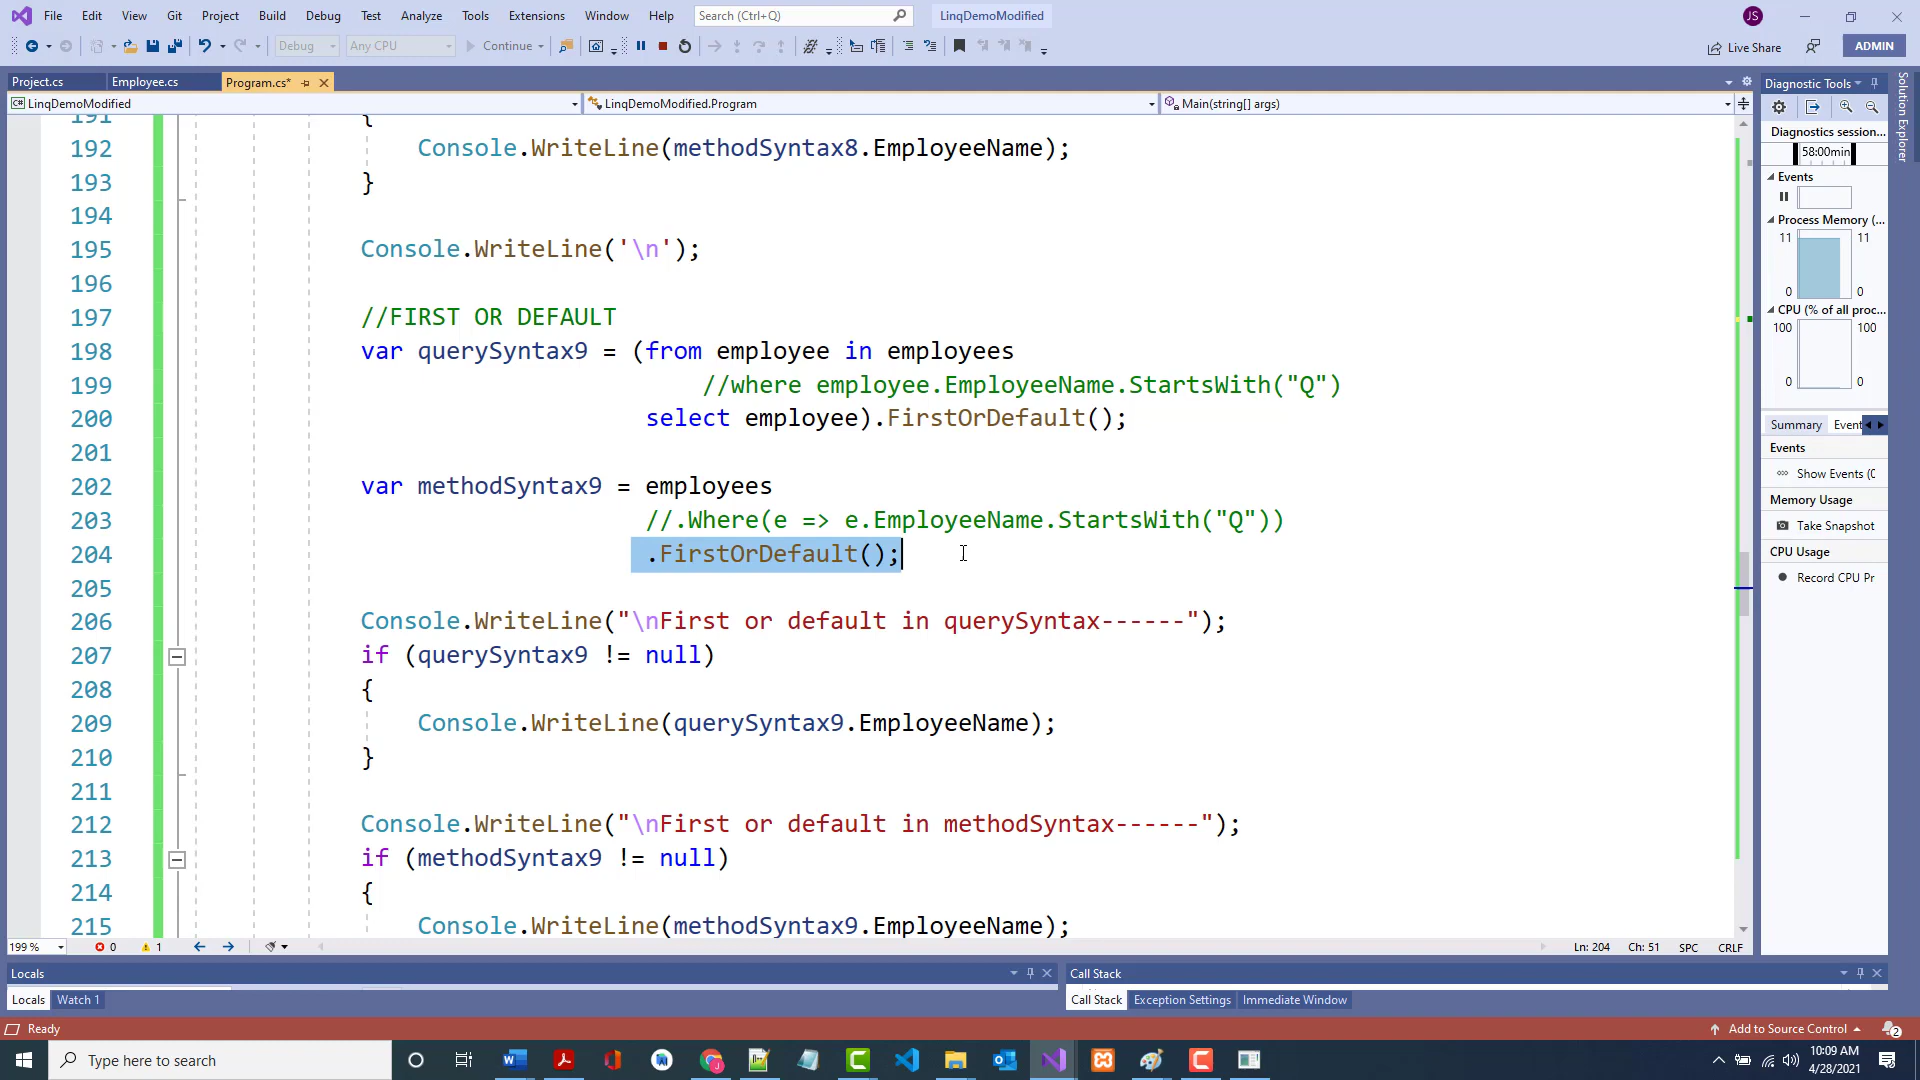 File Edit View Git Project Build Debug Test Analyze Tools Extensions Window Help Search (Ctrl+Q) LinqDemoModified JS
Debug Any CPU Continue Live Share ADMIN
Project.cs Employee.cs Program.cs* Diagnostic Tools
LinqDemoModified LinqDemoModified.Program Main(string[] args)
191 {
192 Console.WriteLine(methodSyntax8.EmployeeName);
193 }
194
195 Console.WriteLine('\n');
196
197 //FIRST OR DEFAULT
198 var querySyntax9 = (from employee in employees
199 //where employee.EmployeeName.StartsWith("Q")
200 select employee).FirstOrDefault();
201
202 var methodSyntax9 = employees
203 //.Where(e => e.EmployeeName.StartsWith("Q"))
204 .FirstOrDefault();
205
206 Console.WriteLine("\nFirst or default in querySyntax------");
207 if (querySyntax9 != null)
208 {
209 Console.WriteLine(querySyntax9.EmployeeName);
210 }
211
212 Console.WriteLine("\nFirst or default in methodSyntax------");
213 if (methodSyntax9 != null)
214 {
215 Console.WriteLine(methodSyntax9.EmployeeName);
Diagnostics session...
58:00min
Events
Process Memory (...
11 11
0 0
CPU (% of all proc...
100 100
0 0
Summary Event
Events
Show Events (0
Memory Usage
Take Snapshot
CPU Usage
Record CPU Pr
Solution Explorer
199 % 0 1 Ln: 204 Ch: 51 SPC CRLF
Locals Call Stack
Locals Watch 1 Call Stack Exception Settings Immediate Window
Ready Add to Source Control 2
Type here to search
10:09 AM
4/28/2021